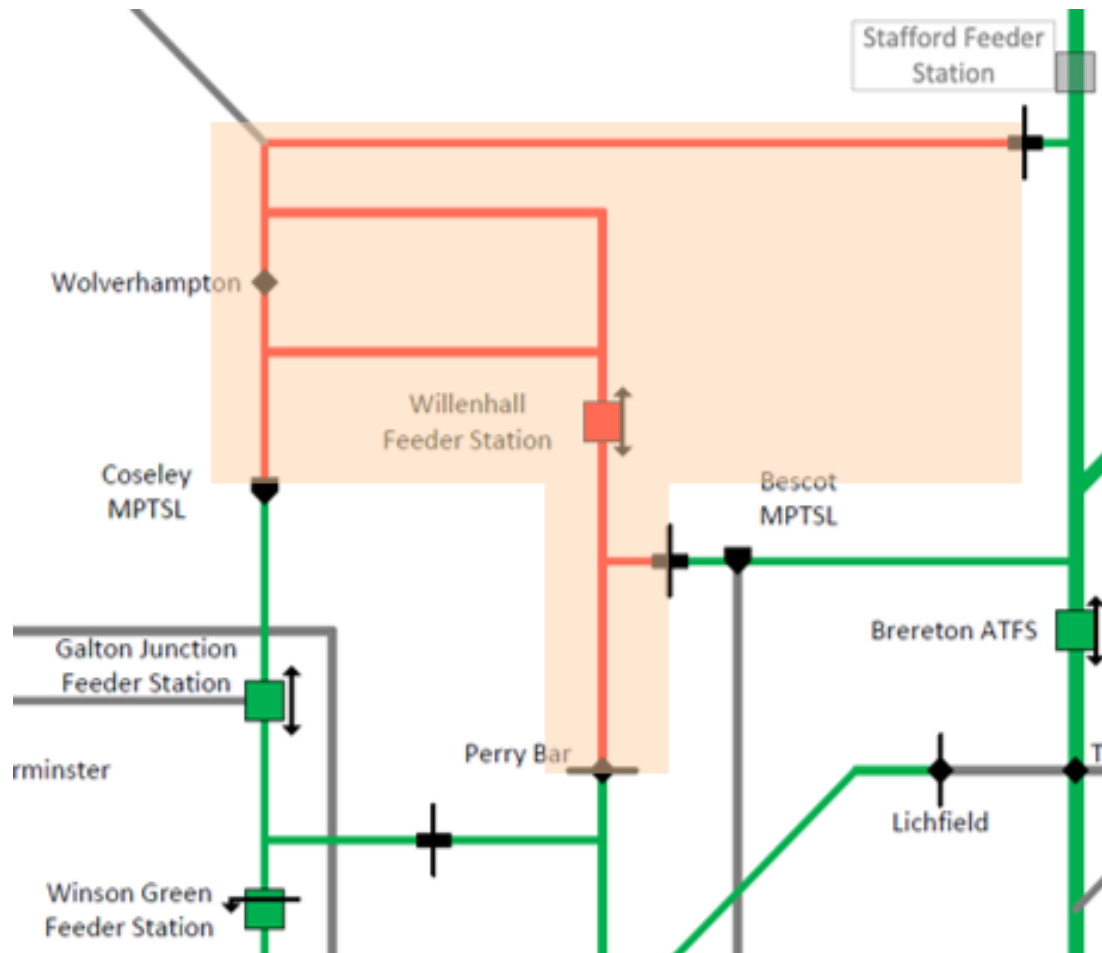 Stafford Feeder
Station
Wolverhampton
Willenhall
Feeder Station
Coseley
MPTSL
Bescot
MPTSL
Galton Junction
Feeder Station
Brereton ATFS
Perry Bar
T
rminster
Lichfield
Winson Green
Feeder Station